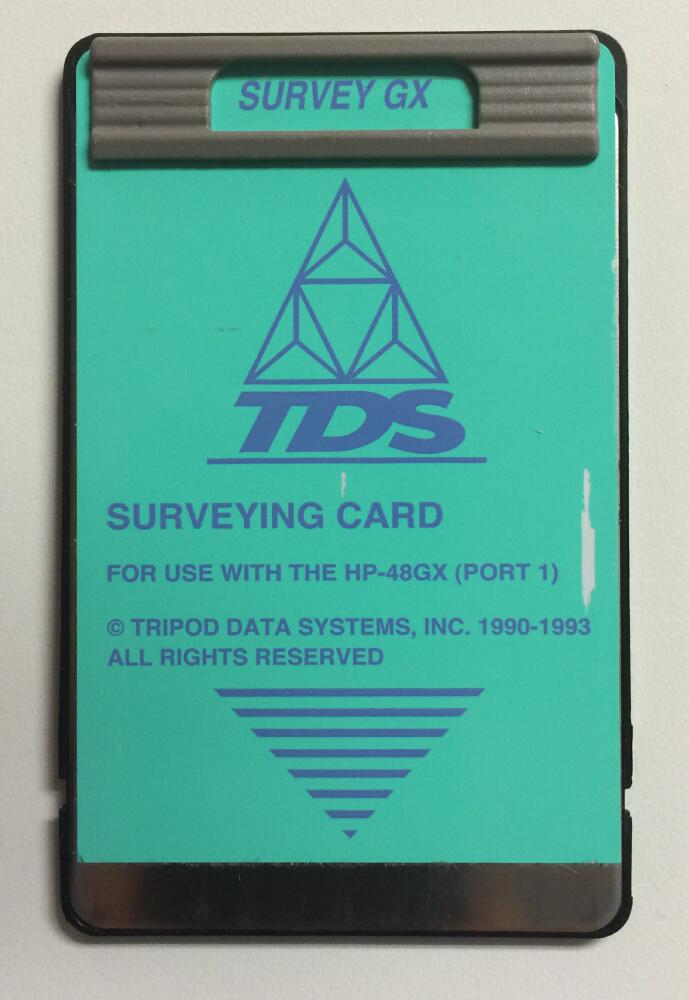 SURVEY GX
TDS
SURVEYING CARD
FOR USE WITH THE HP-48GX (PORT 1)
© TRIPOD DATA SYSTEMS, INC. 1990-1993
ALL RIGHTS RESERVED